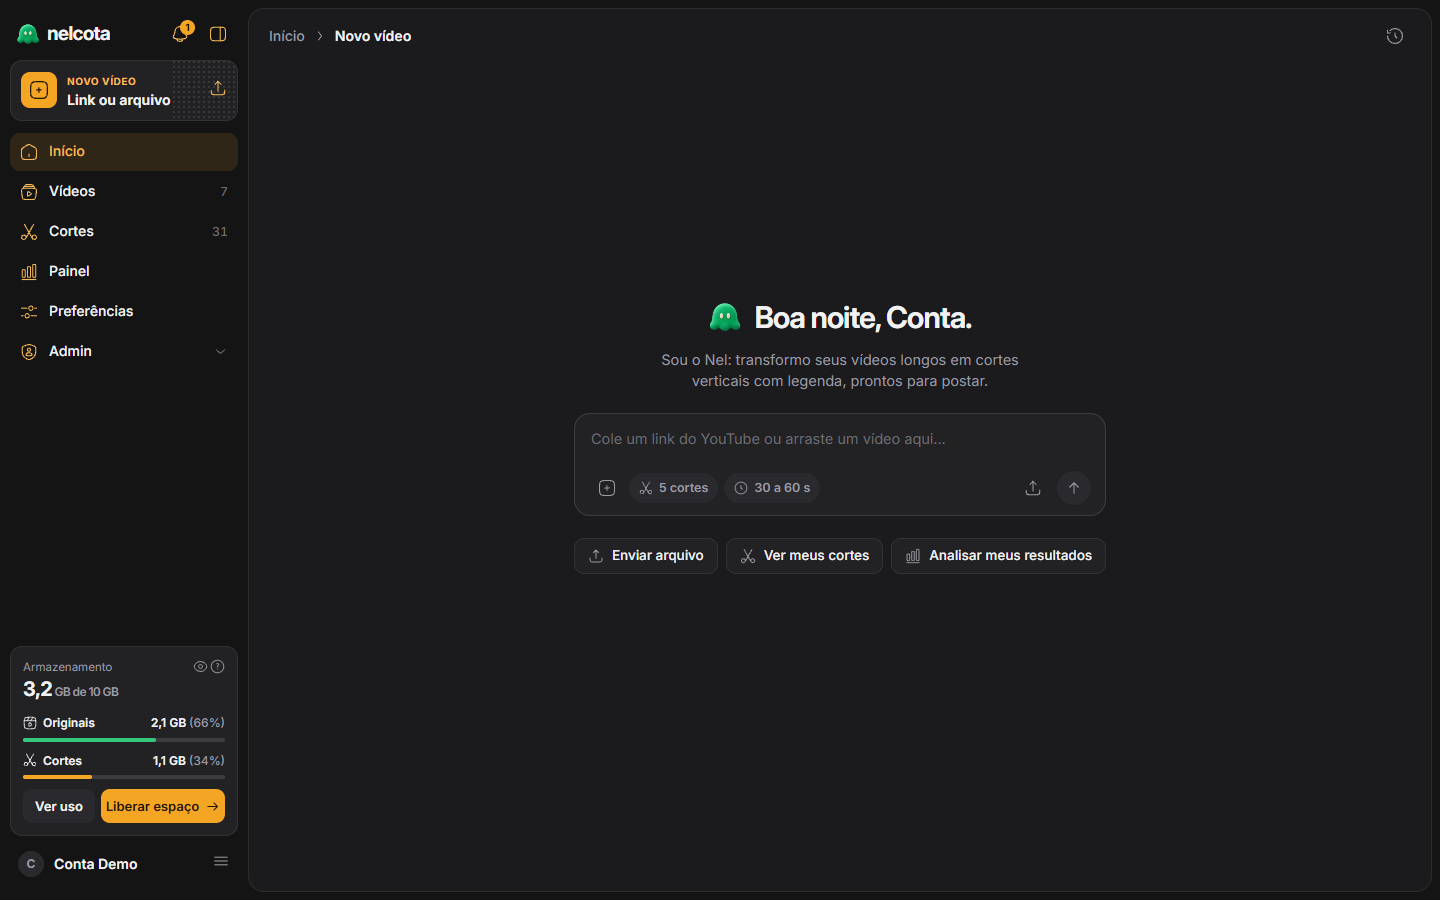 nelcota
1
NOVO VÍDEO
Link ou arquivo
Início
Vídeos 7
Cortes 31
Painel
Preferências
Admin
Armazenamento
3,2 GB de 10 GB
Originais 2,1 GB (66%)
Cortes 1,1 GB (34%)
Ver uso
Liberar espaço
C
Conta Demo
Início
Novo vídeo
Boa noite, Conta.
Sou o Nel: transformo seus vídeos longos em cortes
verticais com legenda, prontos para postar.
Cole um link do YouTube ou arraste um vídeo aqui...
5 cortes
30 a 60 s
Enviar arquivo
Ver meus cortes
Analisar meus resultados